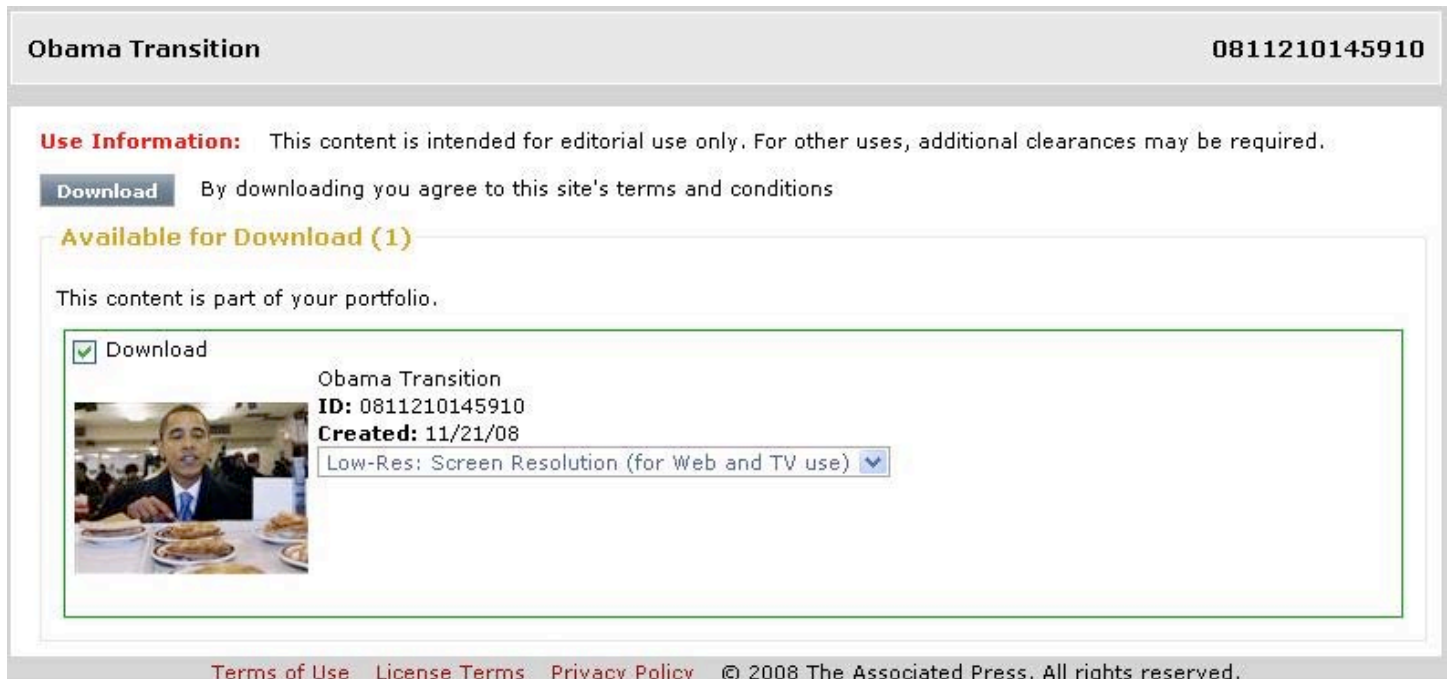 Obama Transition 0811210145910
Use Information: This content is intended for editorial use only. For other uses, additional clearances may be required.
Download By downloading you agree to this site's terms and conditions
Available for Download (1)
This content is part of your portfolio.
Download
Obama Transition
ID: 0811210145910
Created: 11/21/08
Low-Res: Screen Resolution (for Web and TV use)
Terms of Use License Terms Privacy Policy © 2008 The Associated Press. All rights reserved.